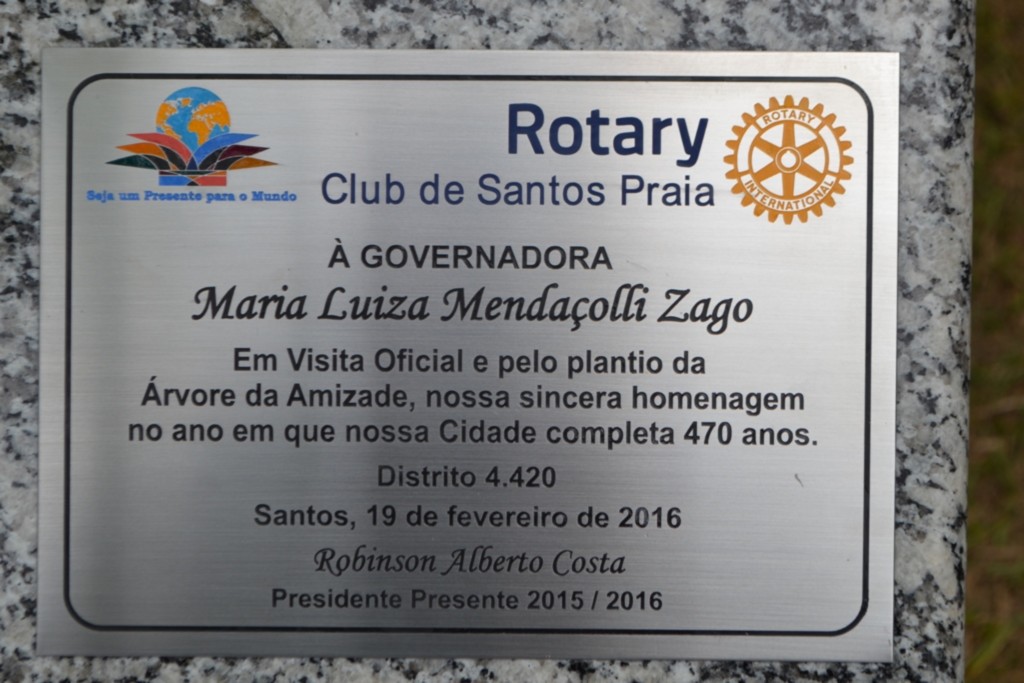 Seja um Presente para o Mundo
Rotary
Club de Santos Praia
ROTARY
INTERNATIONAL
À GOVERNADORA
Maria Luiza Mendaçolli Zago
Em Visita Oficial e pelo plantio da
Árvore da Amizade, nossa sincera homenagem
no ano em que nossa Cidade completa 470 anos.
Distrito 4.420
Santos, 19 de fevereiro de 2016
Robinson Alberto Costa
Presidente Presente 2015 / 2016